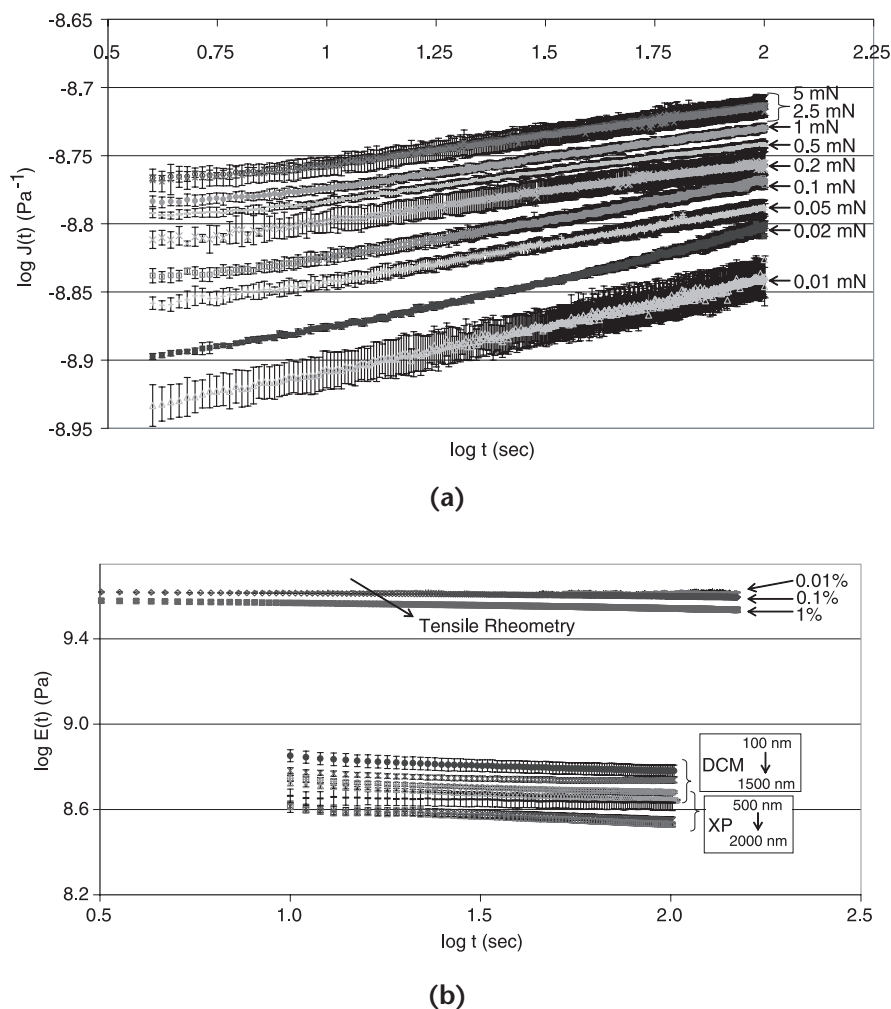 -8.65
0.5 0.75 1 1.25 1.5 1.75 2 2.25
-8.7
-8.75
-8.8
-8.85
-8.9
-8.95
log J(t) (Pa-1)
5 mN
2.5 mN
1 mN
0.5 mN
0.2 mN
0.1 mN
0.05 mN
0.02 mN
0.01 mN
log t (sec)
(a)
9.4
9.0
8.6
8.2
log E(t) (Pa)
0.01%
0.1%
1%
Tensile Rheometry
DCM
100 nm
1500 nm
XP
500 nm
2000 nm
0.5 1.0 1.5 2.0 2.5
log t (sec)
(b)